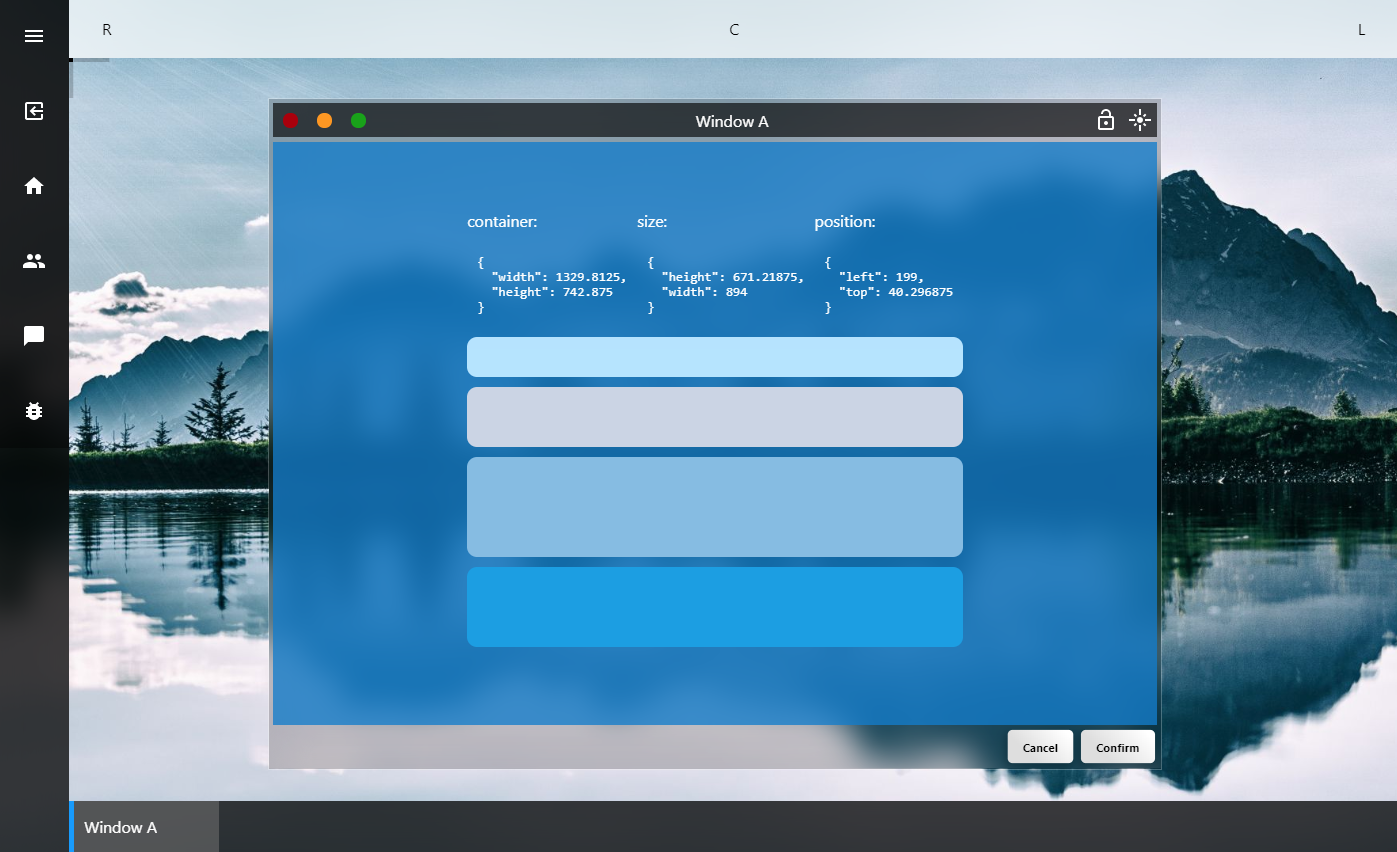 R
C
L
Window A
container:
size:
position:
{
"width": 1329.8125,
"height": 742.875
}
{
"height": 671.21875,
"width": 894
}
{
"left": 199,
"top": 40.296875
}
Cancel
Confirm
Window A